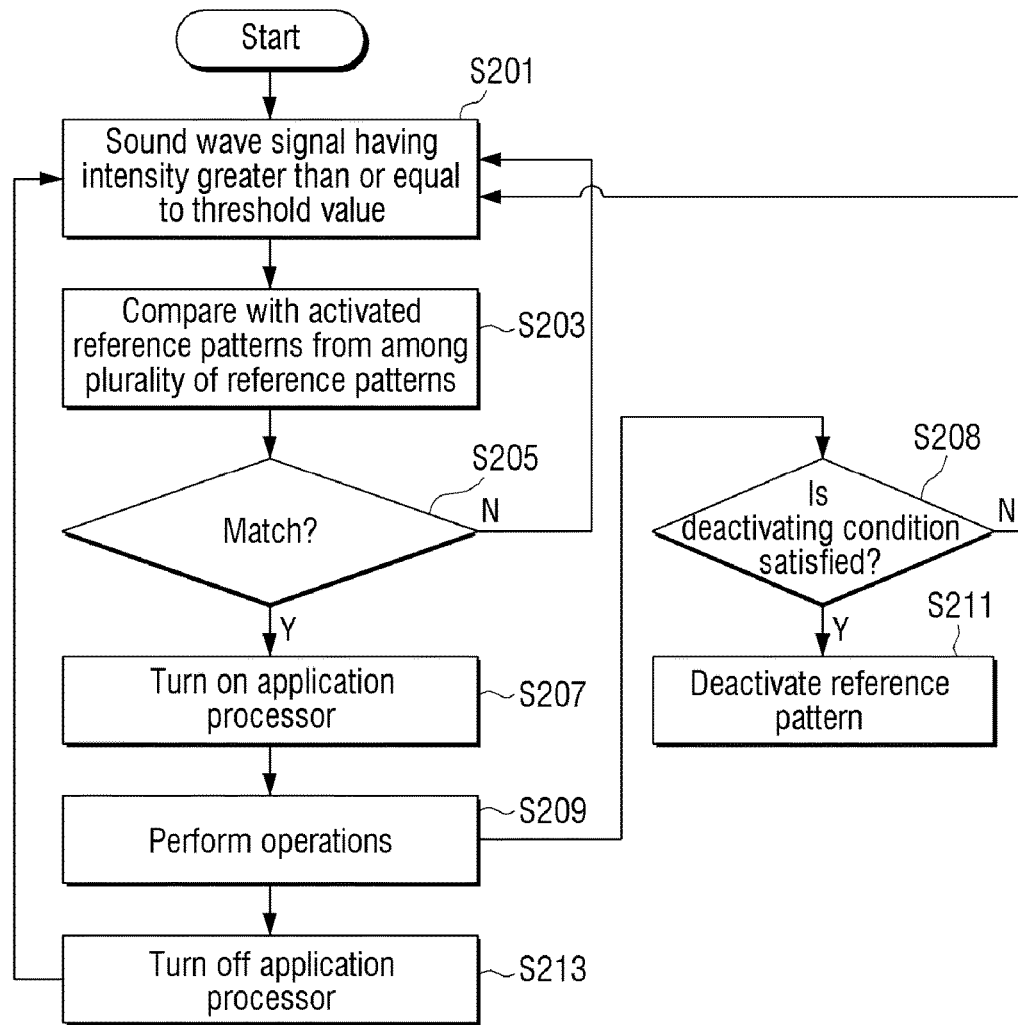 Start
S201
Sound wave signal having
intensity greater than or equal
to threshold value
Compare with activated
reference patterns from among
plurality of reference patterns
S203
S205
Match?
N
Y
Turn on application
processor
S207
Perform operations
S209
Turn off application
processor
S213
S208
Is
deactivating condition
satisfied?
N
Y
S211
Deactivate reference
pattern